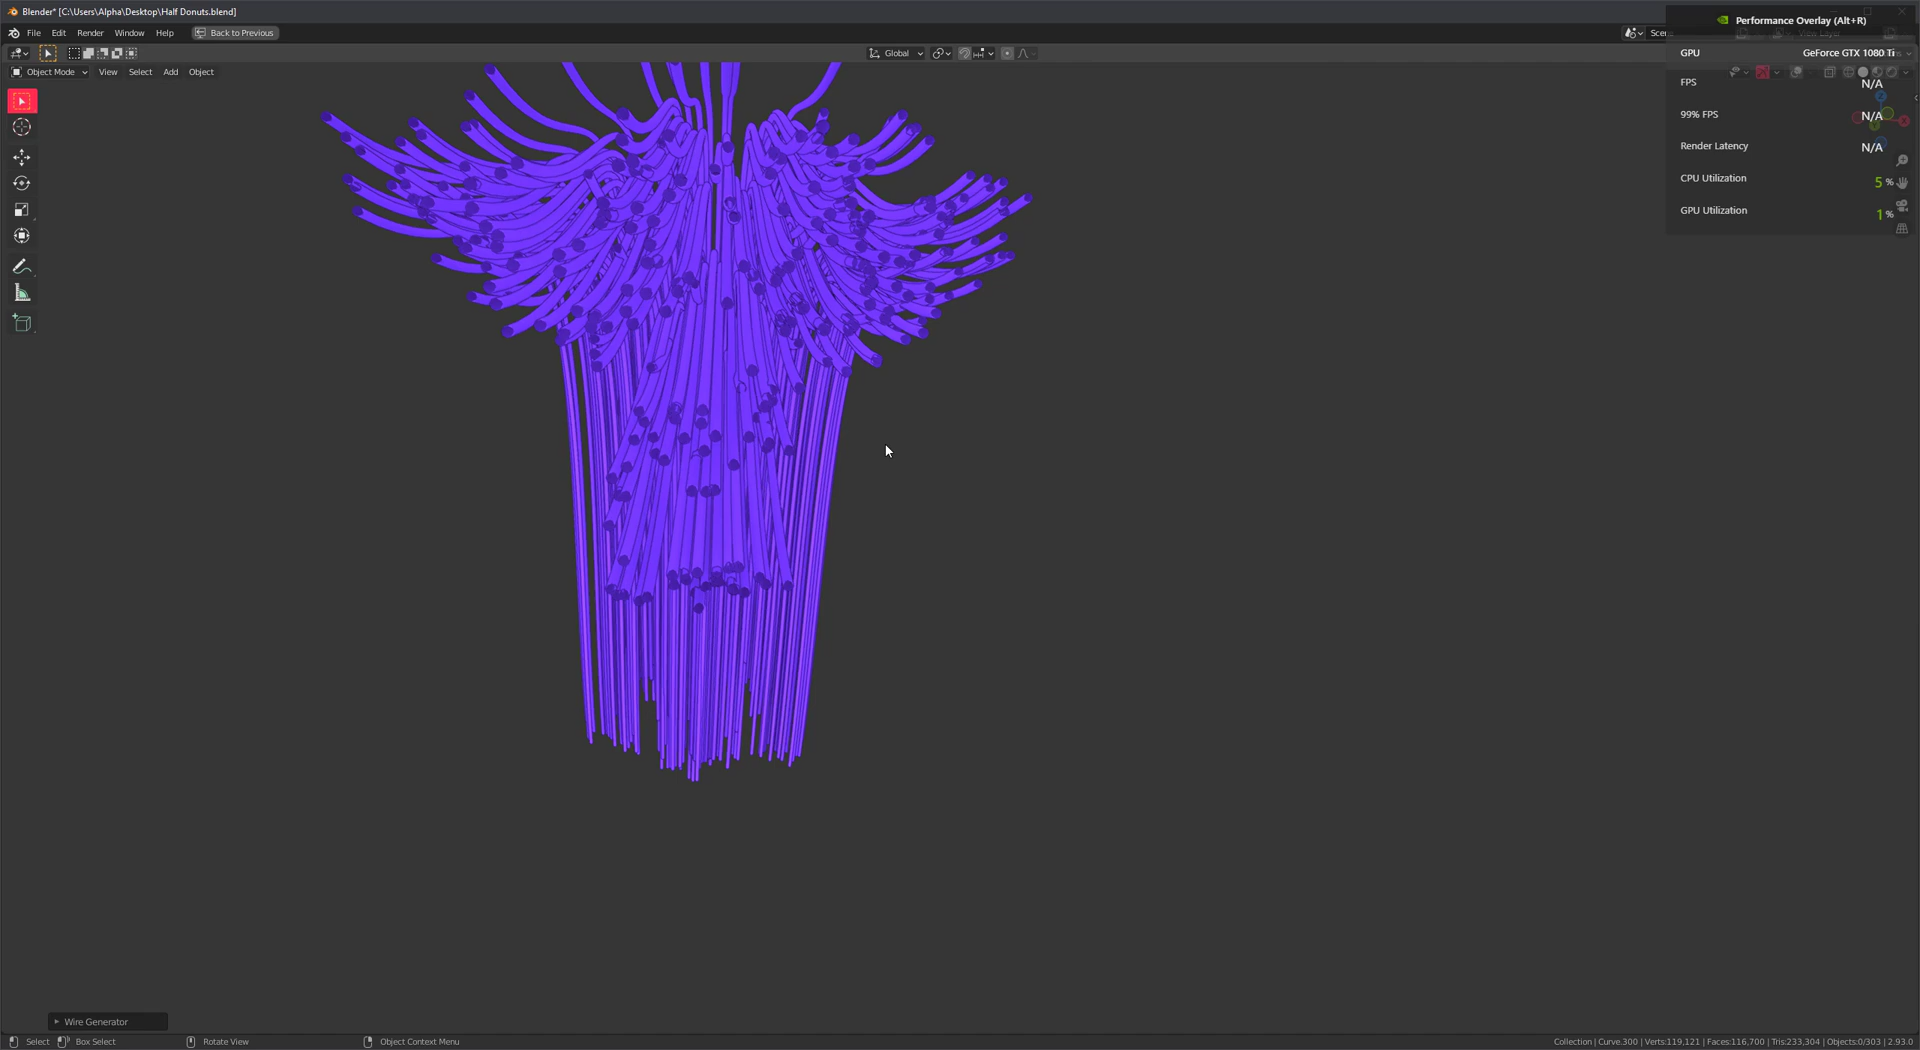 Blender* [C:\Users\Alpha\Desktop\Half Donuts.blend]
Performance Overlay (Alt+R)
File Edit Render Window Help Back to Previous
Scene
View Layer
Global
GPU GeForce GTX 1080 Ti
Object Mode View Select Add Object
FPS N/A
99% FPS N/A
Render Latency N/A
CPU Utilization 5 %
GPU Utilization 1 %
Wire Generator
Select Box Select Rotate View Object Context Menu
Collection | Curve.300 | Verts:119,121 | Faces:116,700 | Tris:233,304 | Objects:0/303 | 2.93.0